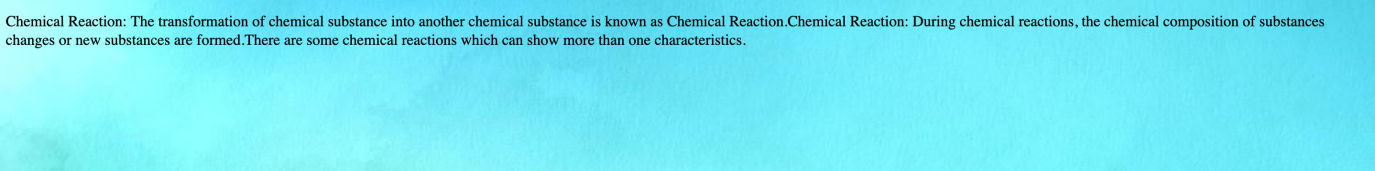 Chemical Reaction: The transformation of chemical substance into another chemical substance is known as Chemical Reaction.Chemical Reaction: During chemical reactions, the chemical composition of substances
changes or new substances are formed.There are some chemical reactions which can show more than one characteristics.